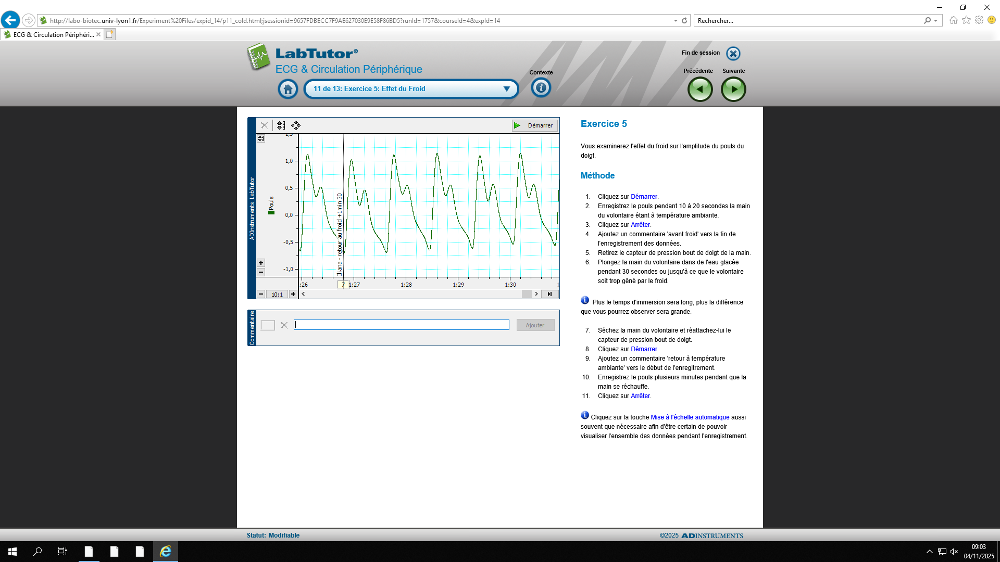 http://labo-biotec.univ-lyon1.fr/Experiment%20Files/expid_14/p11_cold.html;jsessionid=9657FDBECC7F9AE627030E9E58F86BD5?runId=1757&courseId=4&expId=14
Rechercher...
ECG & Circulation Périphéri...
LabTutor®
ECG & Circulation Périphérique
Fin de session
Contexte
Précédente
Suivante
11 de 13: Exercice 5: Effet du Froid
Démarrer
ADInstruments LabTutor
Pouls
1,5
1,0
0,5
0,0
-0,5
-1,0
Iliana - retour au froid +1min 30
:26
7
1:27
1:28
1:29
1:30
1
10:1
Commentaire
Ajouter
Exercice 5
Vous examinerez l'effet du froid sur l'amplitude du pouls du
doigt.
Méthode
1. Cliquez sur Démarrer.
2. Enregistrez le pouls pendant 10 à 20 secondes la main
du volontaire étant à température ambiante.
3. Cliquez sur Arrêter.
4. Ajoutez un commentaire 'avant froid' vers la fin de
l'enregistrement des données.
5. Retirez le capteur de pression bout de doigt de la main.
6. Plongez la main du volontaire dans de l'eau glacée
pendant 30 secondes ou jusqu'à ce que le volontaire
soit trop gêné par le froid.
Plus le temps d'immersion sera long, plus la différence
que vous pourrez observer sera grande.
7. Séchez la main du volontaire et réattachez-lui le
capteur de pression bout de doigt.
8. Cliquez sur Démarrer.
9. Ajoutez un commentaire 'retour à température
ambiante' vers le début de l'enregitrement.
10. Enregistrez le pouls plusieurs minutes pendant que la
main se réchauffe.
11. Cliquez sur Arrêter.
Cliquez sur la touche Mise à l'échelle automatique aussi
souvent que nécessaire afin d'être certain de pouvoir
visualiser l'ensemble des données pendant l'enregistrement.
Statut: Modifiable
©2025 ADINSTRUMENTS
09:03
04/11/2025